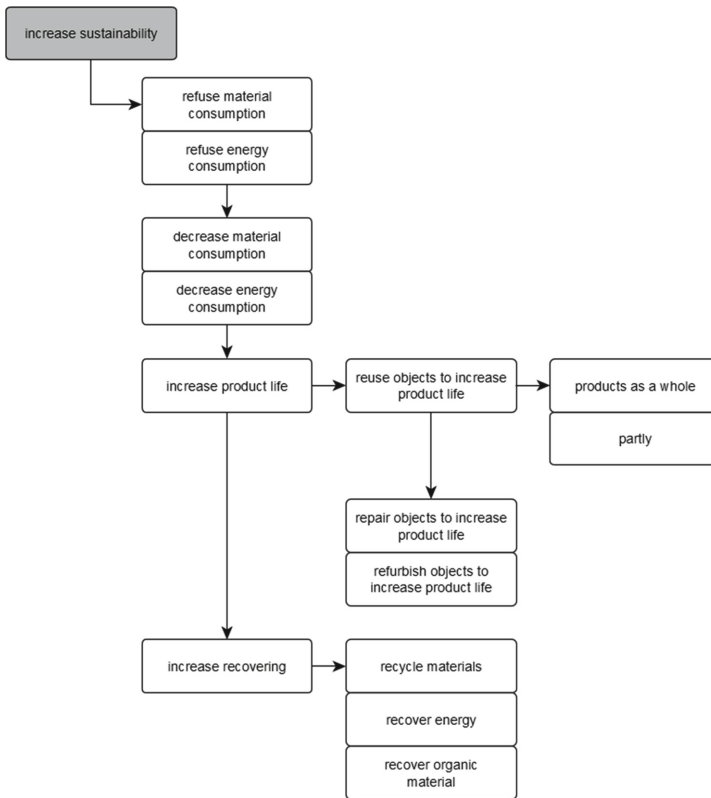 increase sustainability
refuse material
consumption
refuse energy
consumption
decrease material
consumption
decrease energy
consumption
increase product life
reuse objects to increase
product life
products as a whole
partly
repair objects to increase
product life
refurbish objects to
increase product life
increase recovering
recycle materials
recover energy
recover organic
material